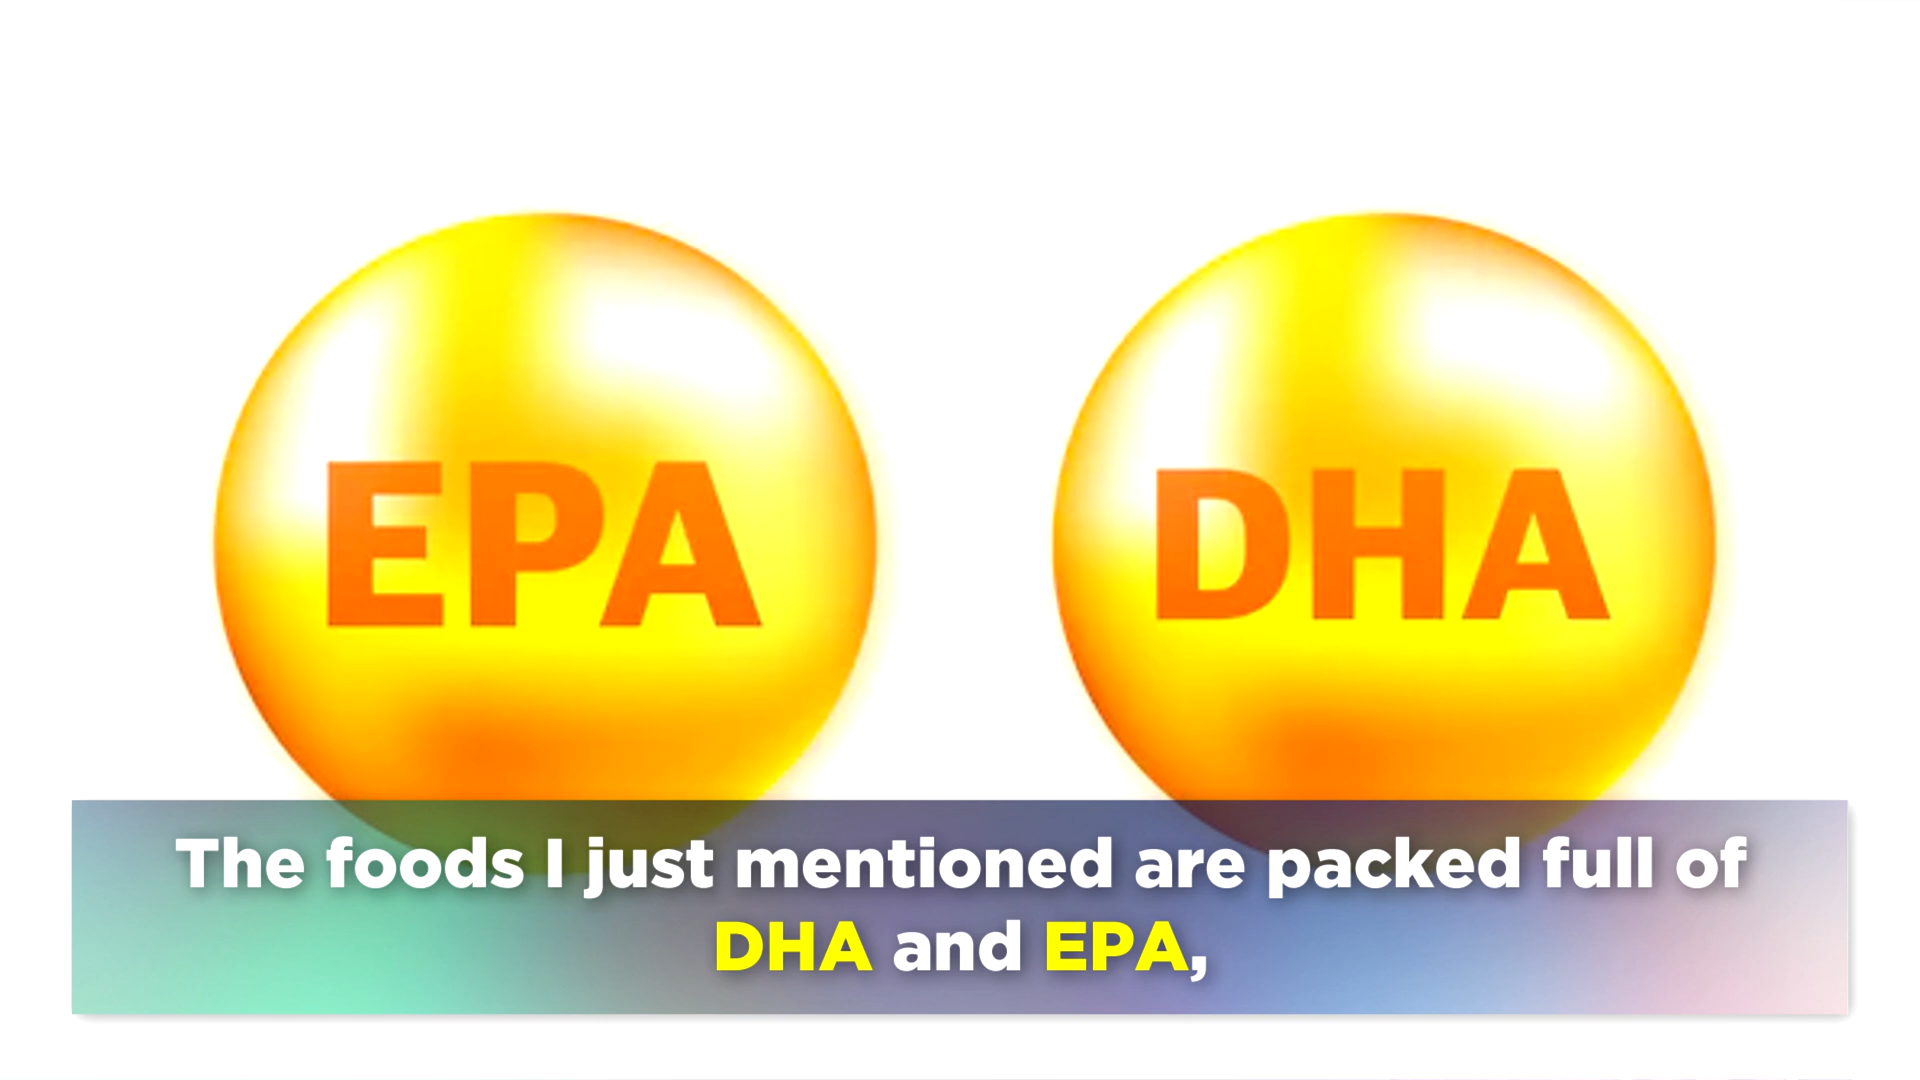 EPA
DHA
The foods I just mentioned are packed full of
DHA and EPA,